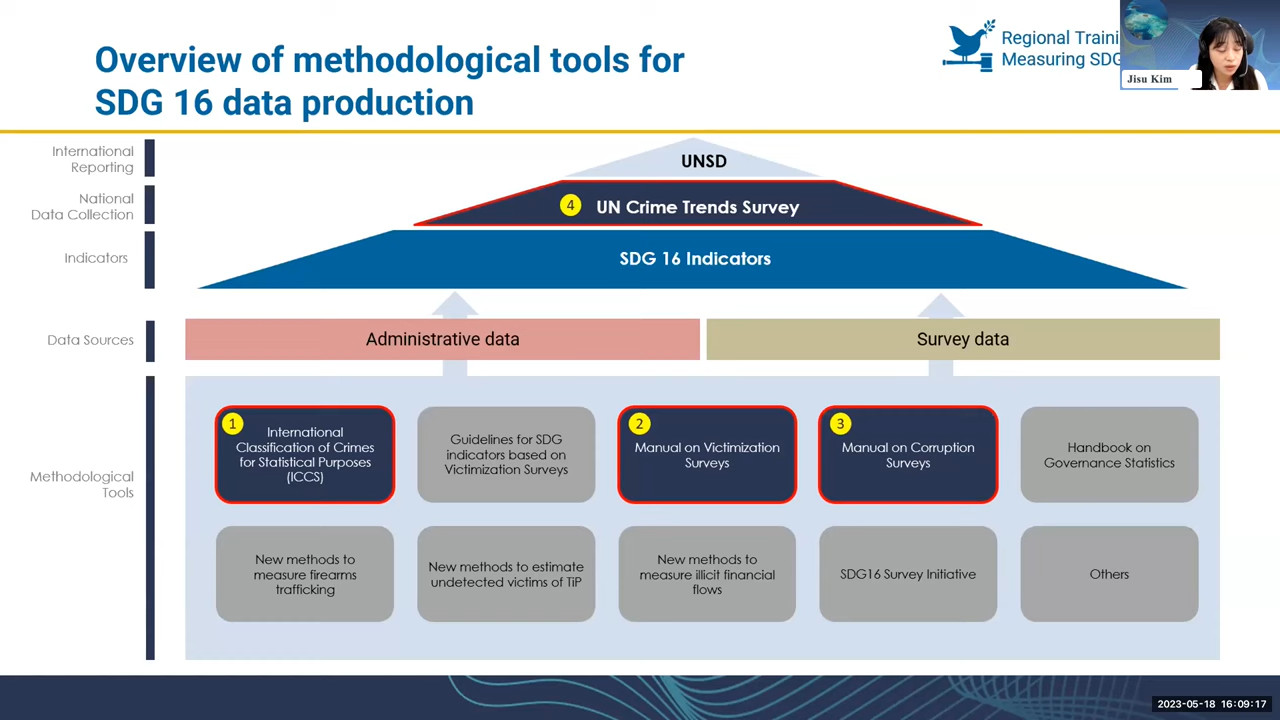 Overview of methodological tools for
SDG 16 data production
Regional Traini
Measuring SDG
Jisu Kim
International
Reporting
UNSD
National
Data Collection
4
UN Crime Trends Survey
Indicators
SDG 16 Indicators
Data Sources
Administrative data
Survey data
Methodological
Tools
1
International
Classification of Crimes
for Statistical Purposes
(ICCS)
Guidelines for SDG
indicators based on
Victimization Surveys
2
Manual on Victimization
Surveys
3
Manual on Corruption
Surveys
Handbook on
Governance Statistics
New methods to
measure firearms
trafficking
New methods to estimate
undetected victims of TiP
New methods to
measure illicit financial
flows
SDG16 Survey Initiative
Others
2023-05-18 16:09:17